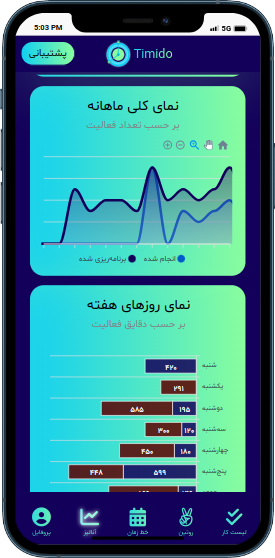 5:03 PM
5G
پشتیبانی
Timido
نمای کلی ماهانه
بر حسب تعداد فعالیت
انجام شده
برنامه‌ریزی شده
نمای روزهای هفته
بر حسب دقایق فعالیت
شنبه ۴۲۰
یکشنبه ۲۹۱
دوشنبه ۱۹۵ ۵۸۵
سه‌شنبه ۱۲۰ ۳۰۰
چهارشنبه ۱۸۰ ۴۵۰
پنج‌شنبه ۵۹۹ ۴۴۸
لیست کار
روتین
خط زمان
آنالیز
پروفایل